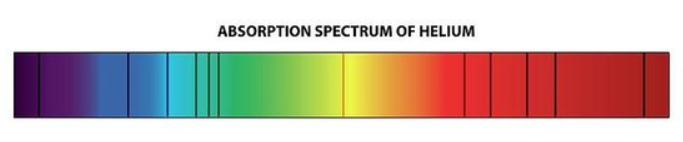 ABSORPTION SPECTRUM OF HELIUM